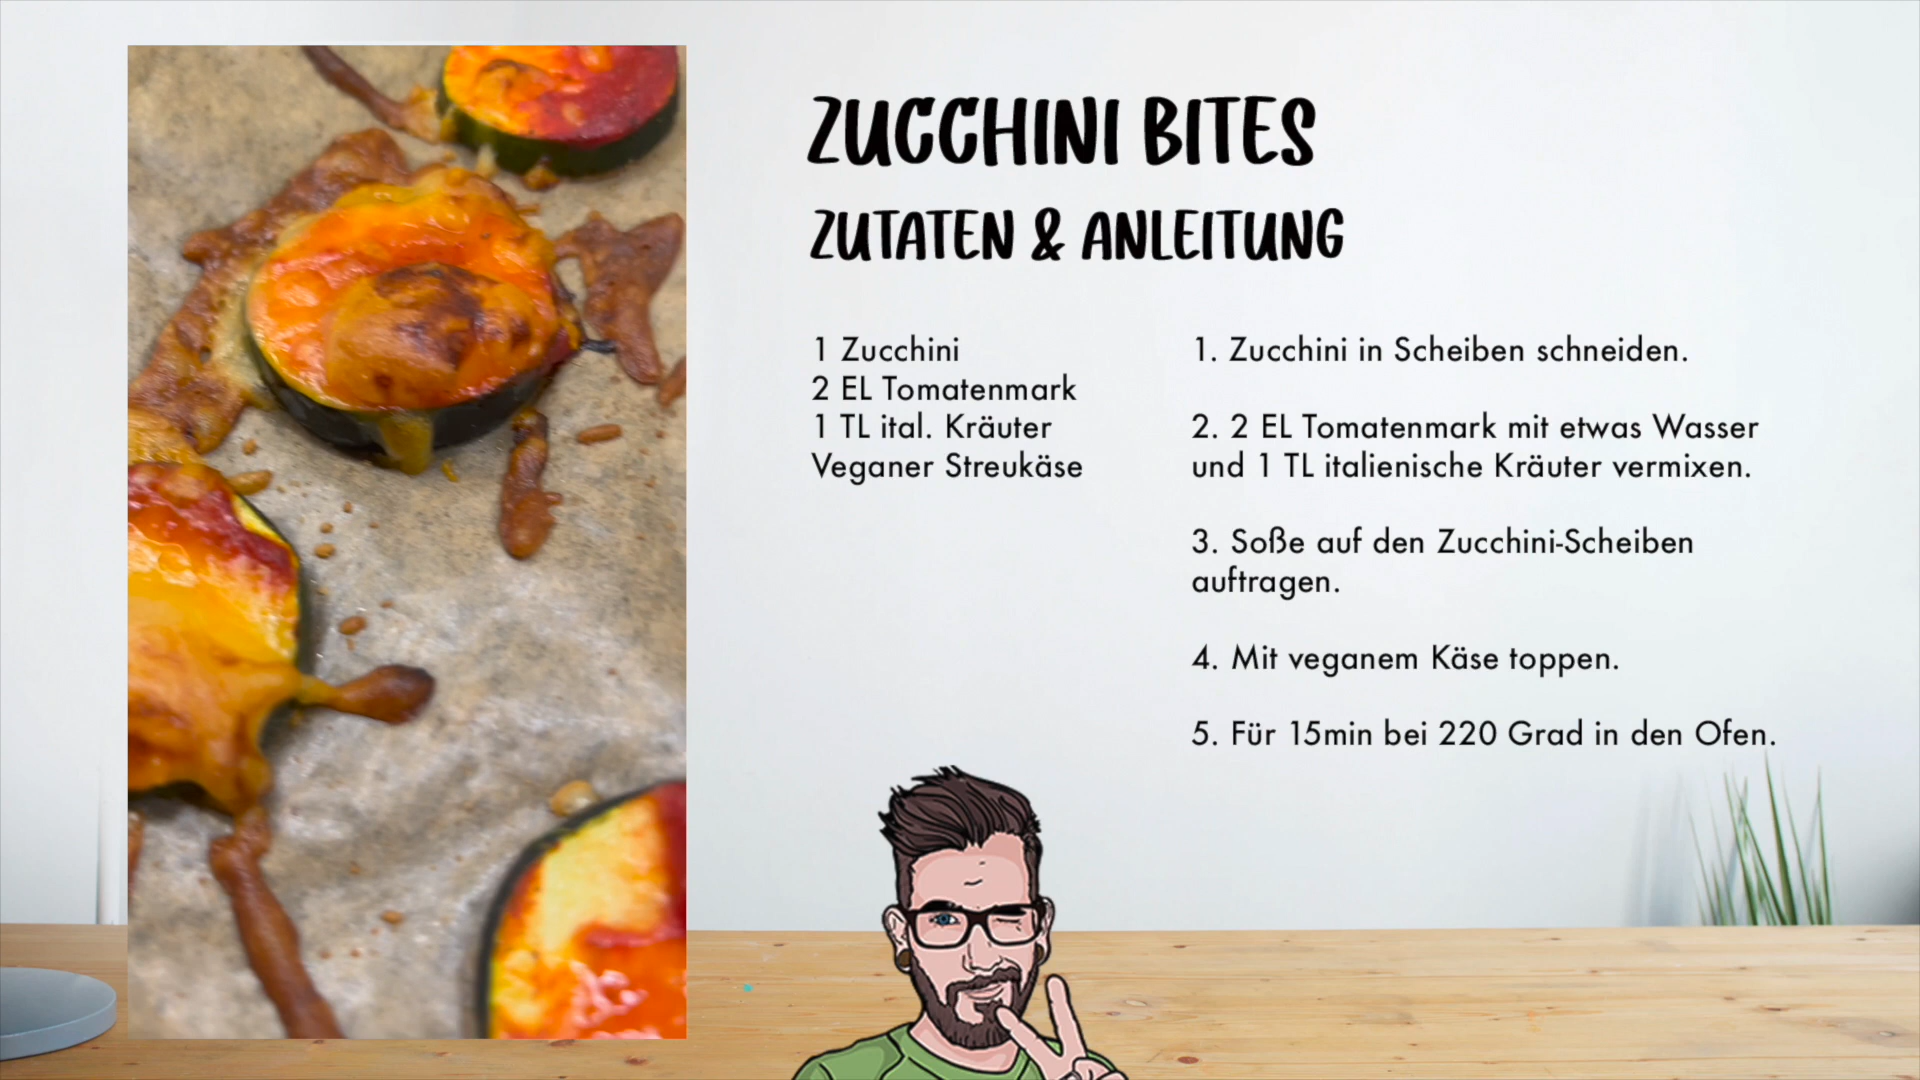 ZUCCHINI BITES
ZUTATEN & ANLEITUNG
1 Zucchini
2 EL Tomatenmark
1 TL ital. Kräuter
Veganer Streukäse
1. Zucchini in Scheiben schneiden.
2. 2 EL Tomatenmark mit etwas Wasser
und 1 TL italienische Kräuter vermixen.
3. Soße auf den Zucchini-Scheiben
auftragen.
4. Mit veganem Käse toppen.
5. Für 15min bei 220 Grad in den Ofen.